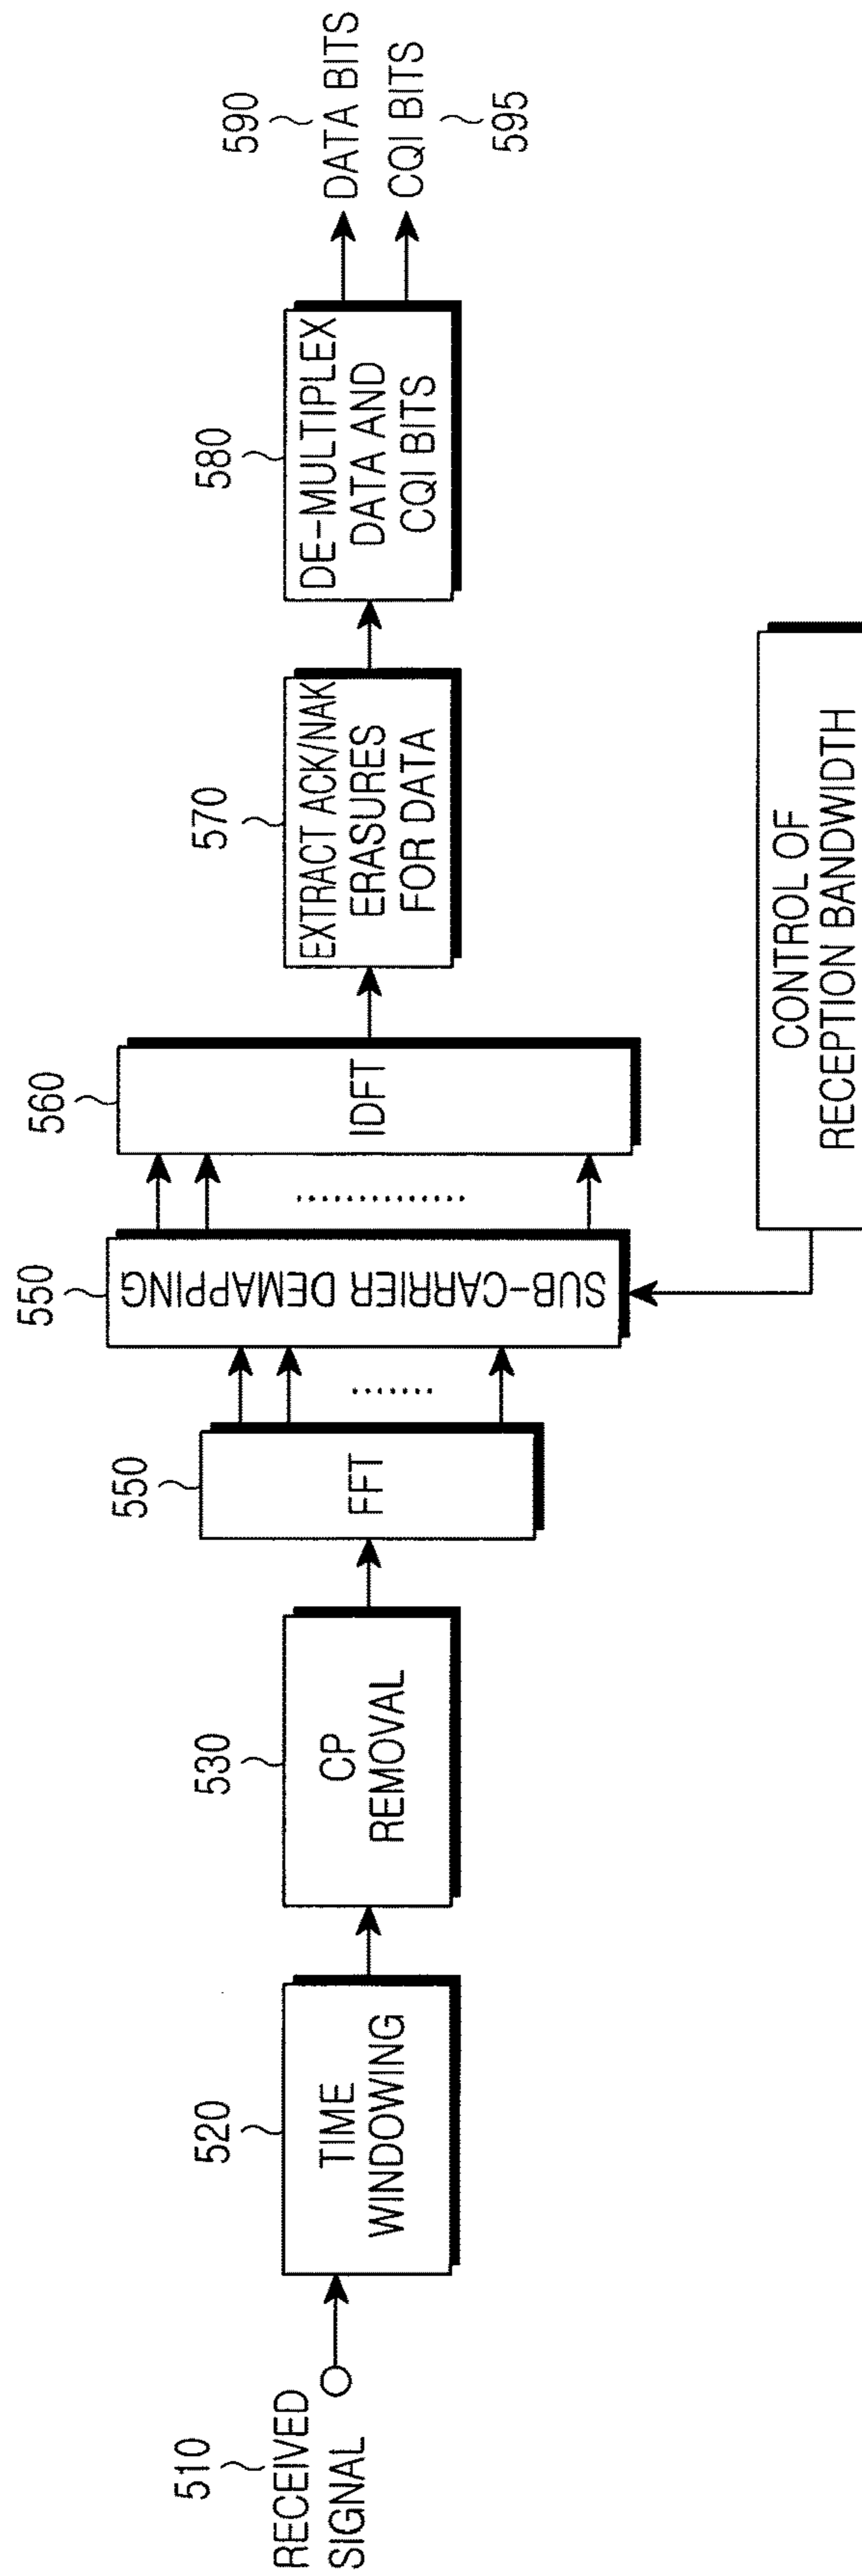 510
RECEIVED
SIGNAL
520
TIME
WINDOWING
530
CP
REMOVAL
550
FFT
550
SUB-CARRIER DEMAPPING
560
IDFT
570
EXTRACT ACK/NAK
ERASURES
FOR DATA
580
DE-MULTIPLEX
DATA AND
CQI BITS
590
DATA BITS
CQI BITS
595
CONTROL OF
RECEPTION BANDWIDTH